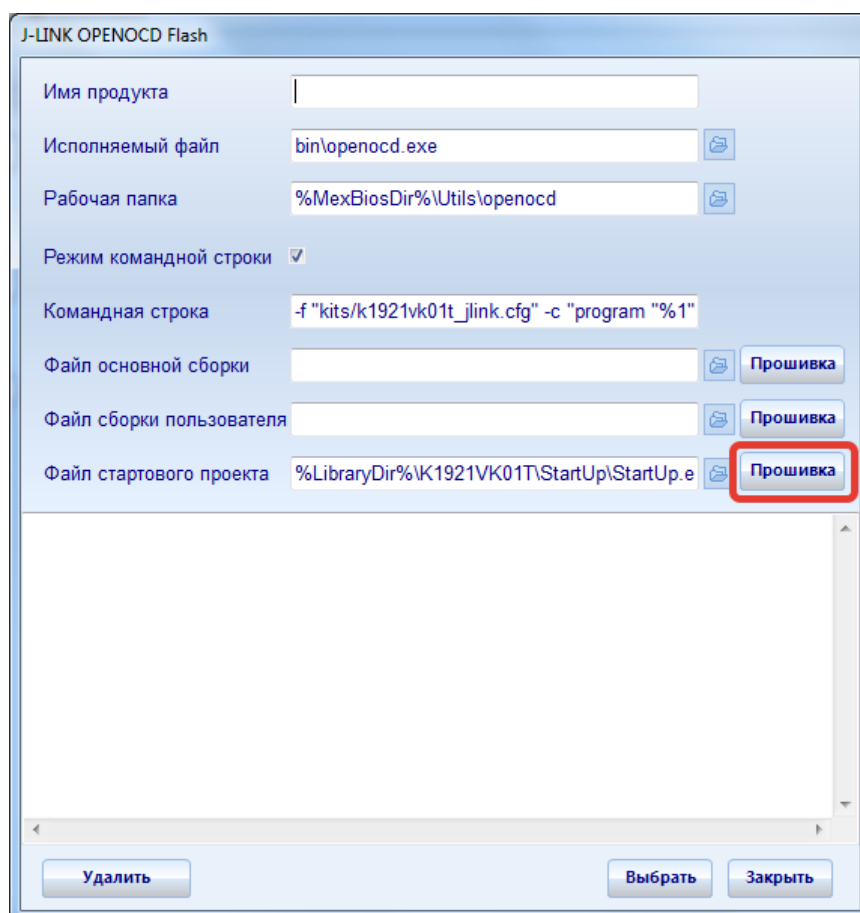 J-LINK OPENOCD Flash
Имя продукта
Исполняемый файл bin\openocd.exe
Рабочая папка %MexBiosDir%\Utils\openocd
Режим командной строки
Командная строка -f "kits/k1921vk01t_jlink.cfg" -c "program "%1"
Файл основной сборки Прошивка
Файл сборки пользователя Прошивка
Файл стартового проекта %LibraryDir%\K1921VK01T\StartUp\StartUp.e Прошивка
Удалить Выбрать Закрыть